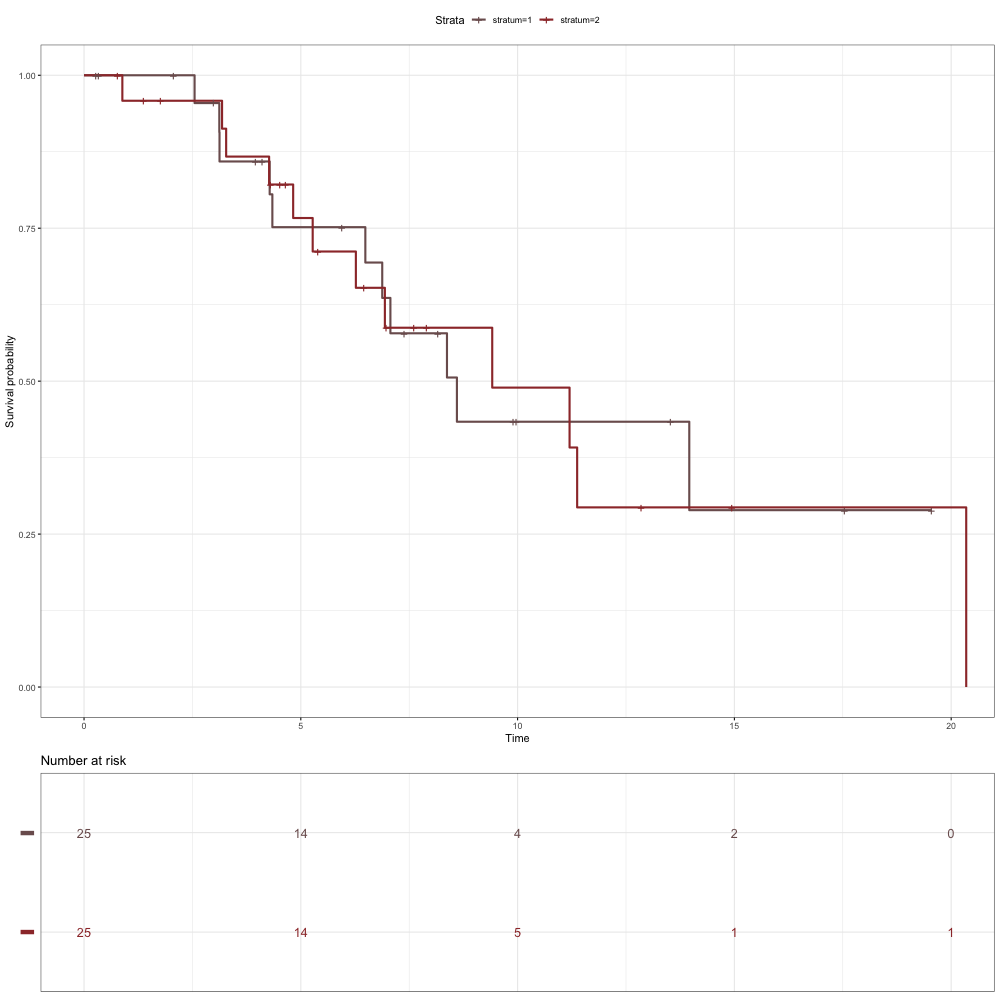 Strata stratum=1 stratum=2
1.00
0.75
0.50
0.25
0.00
Survival probability
0 5 10 15 20
Time
Number at risk
25 14 4 2 0
25 14 5 1 1